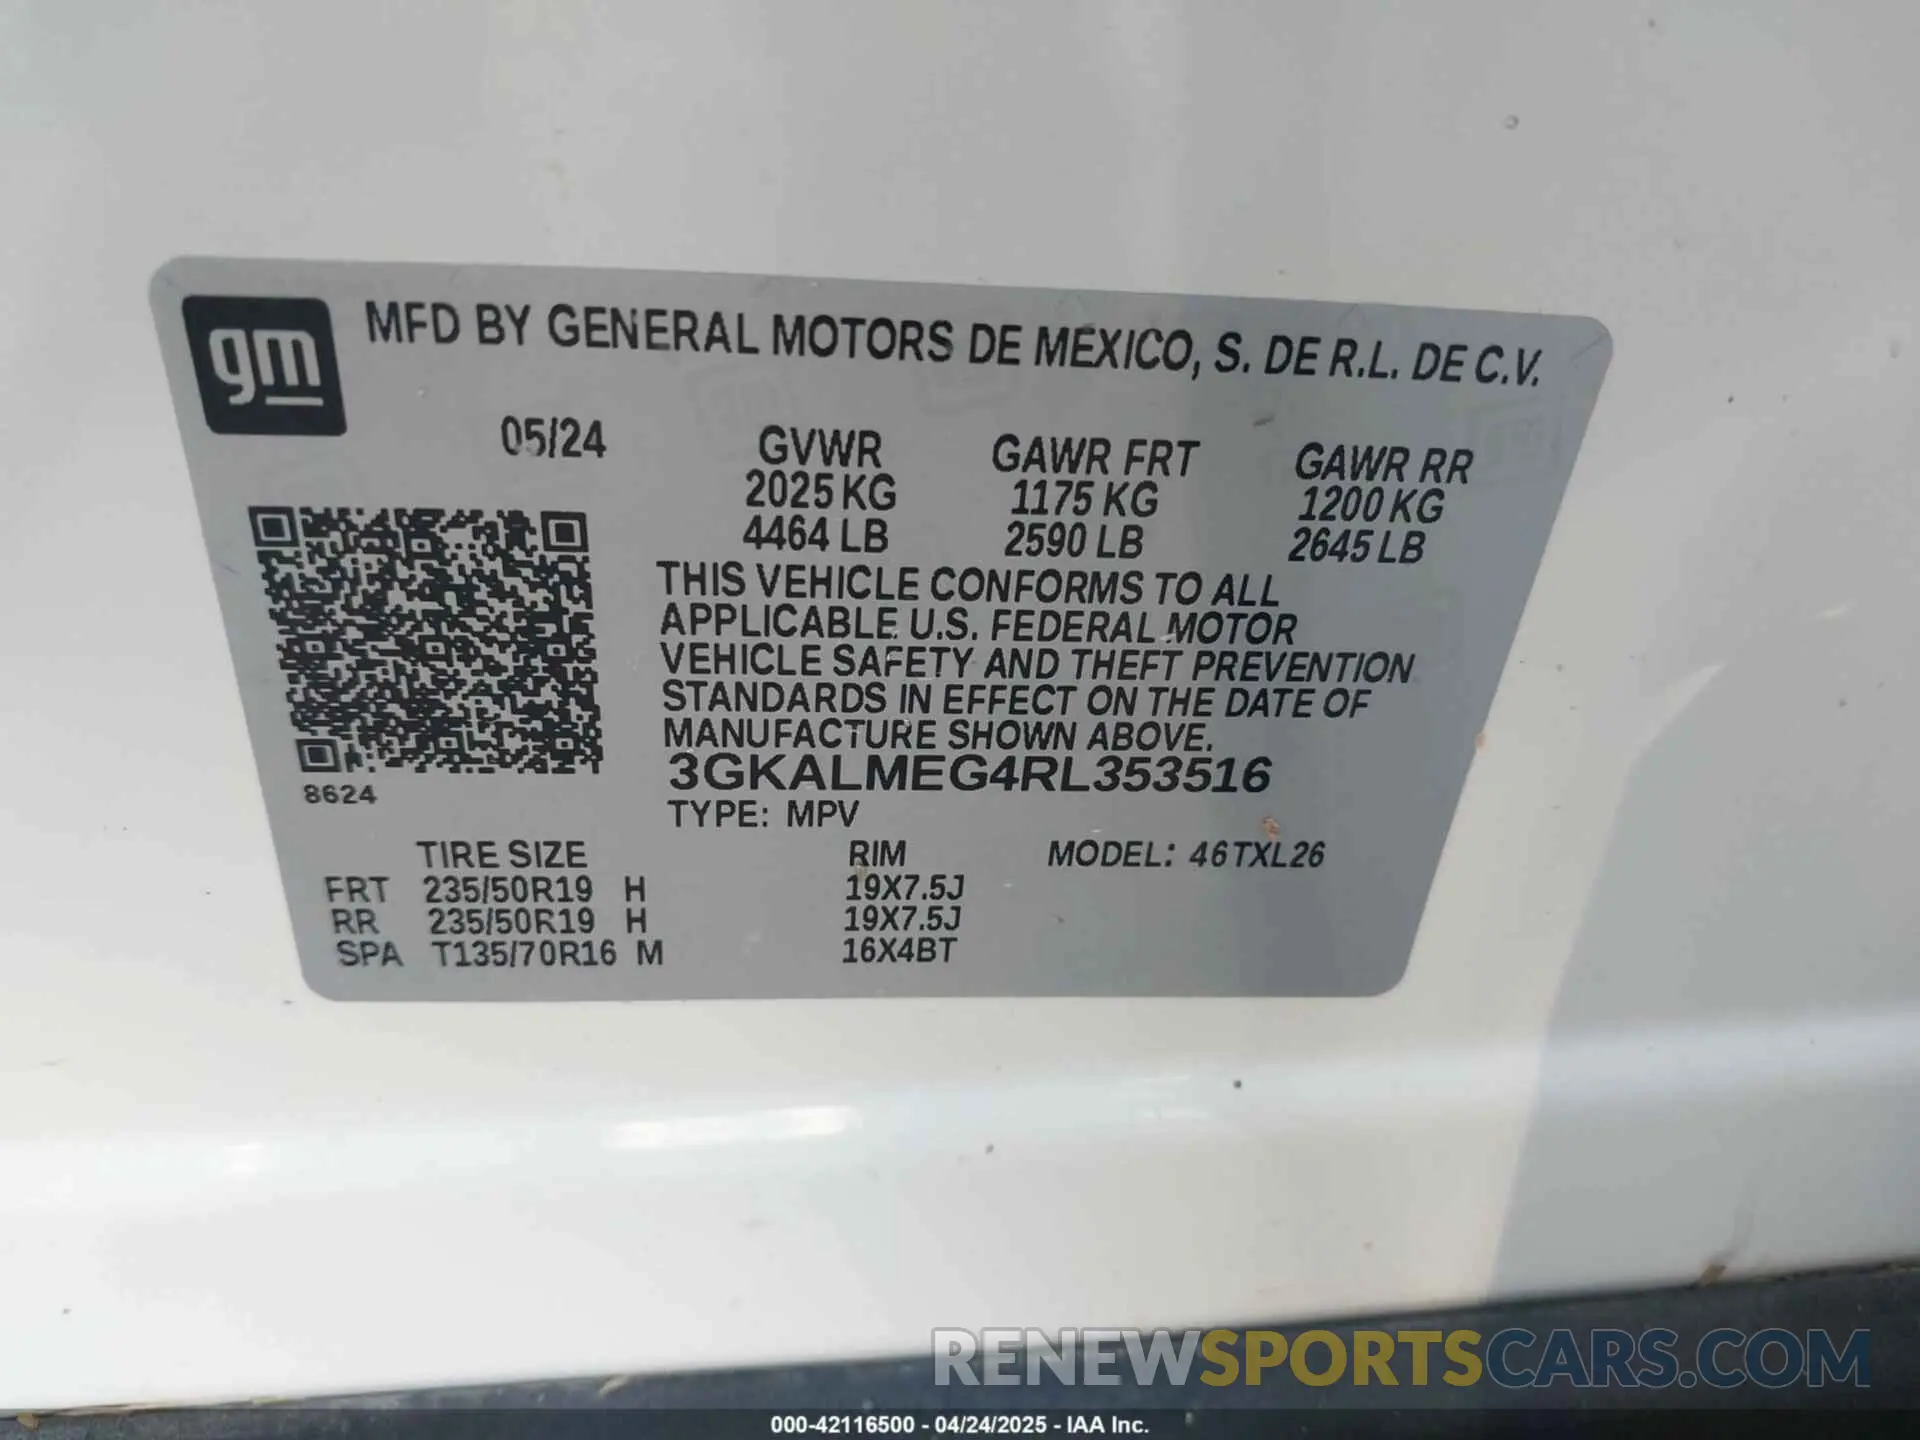 gm
MFD BY GENERAL MOTORS DE MEXICO, S. DE R.L. DE C.V.
05/24
GVWR GAWR FRT GAWR RR
2025 KG 1175 KG 1200 KG
4464 LB 2590 LB 2645 LB
THIS VEHICLE CONFORMS TO ALL
APPLICABLE U.S. FEDERAL MOTOR
VEHICLE SAFETY AND THEFT PREVENTION
STANDARDS IN EFFECT ON THE DATE OF
MANUFACTURE SHOWN ABOVE.
3GKALMEG4RL353516
8624
TYPE: MPV
TIRE SIZE RIM MODEL: 46TXL26
FRT 235/50R19 H 19X7.5J
RR 235/50R19 H 19X7.5J
SPA T135/70R16 M 16X4BT
RENEWSPORTSCARS.COM
000-42116500 - 04/24/2025 - IAA Inc.